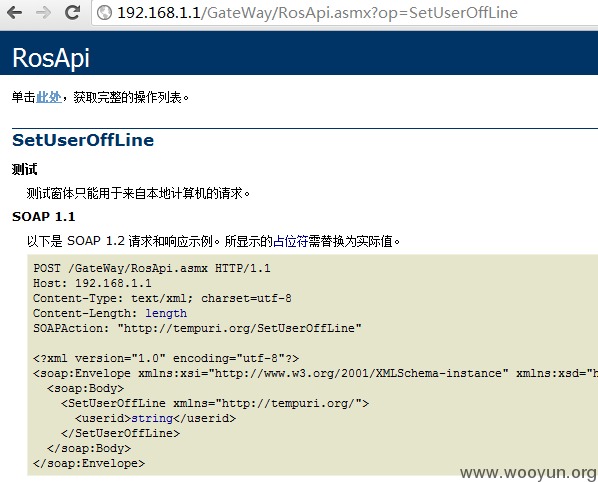 192.168.1.1/GateWay/RosApi.asmx?op=SetUserOffLine
RosApi
单击此处，获取完整的操作列表。
SetUserOffLine
测试
测试窗体只能用于来自本地计算机的请求。
SOAP 1.1
以下是 SOAP 1.2 请求和响应示例。所显示的占位符需替换为实际值。
POST /GateWay/RosApi.asmx HTTP/1.1
Host: 192.168.1.1
Content-Type: text/xml; charset=utf-8
Content-Length: length
SOAPAction: "http://tempuri.org/SetUserOffLine"
<?xml version="1.0" encoding="utf-8"?>
<soap:Envelope xmlns:xsi="http://www.w3.org/2001/XMLSchema-instance" xmlns:xsd="h
<soap:Body>
<SetUserOffLine xmlns="http://tempuri.org/">
<userid>string</userid>
</SetUserOffLine>
</soap:Body>
</soap:Envelope>
www.wooyun.org